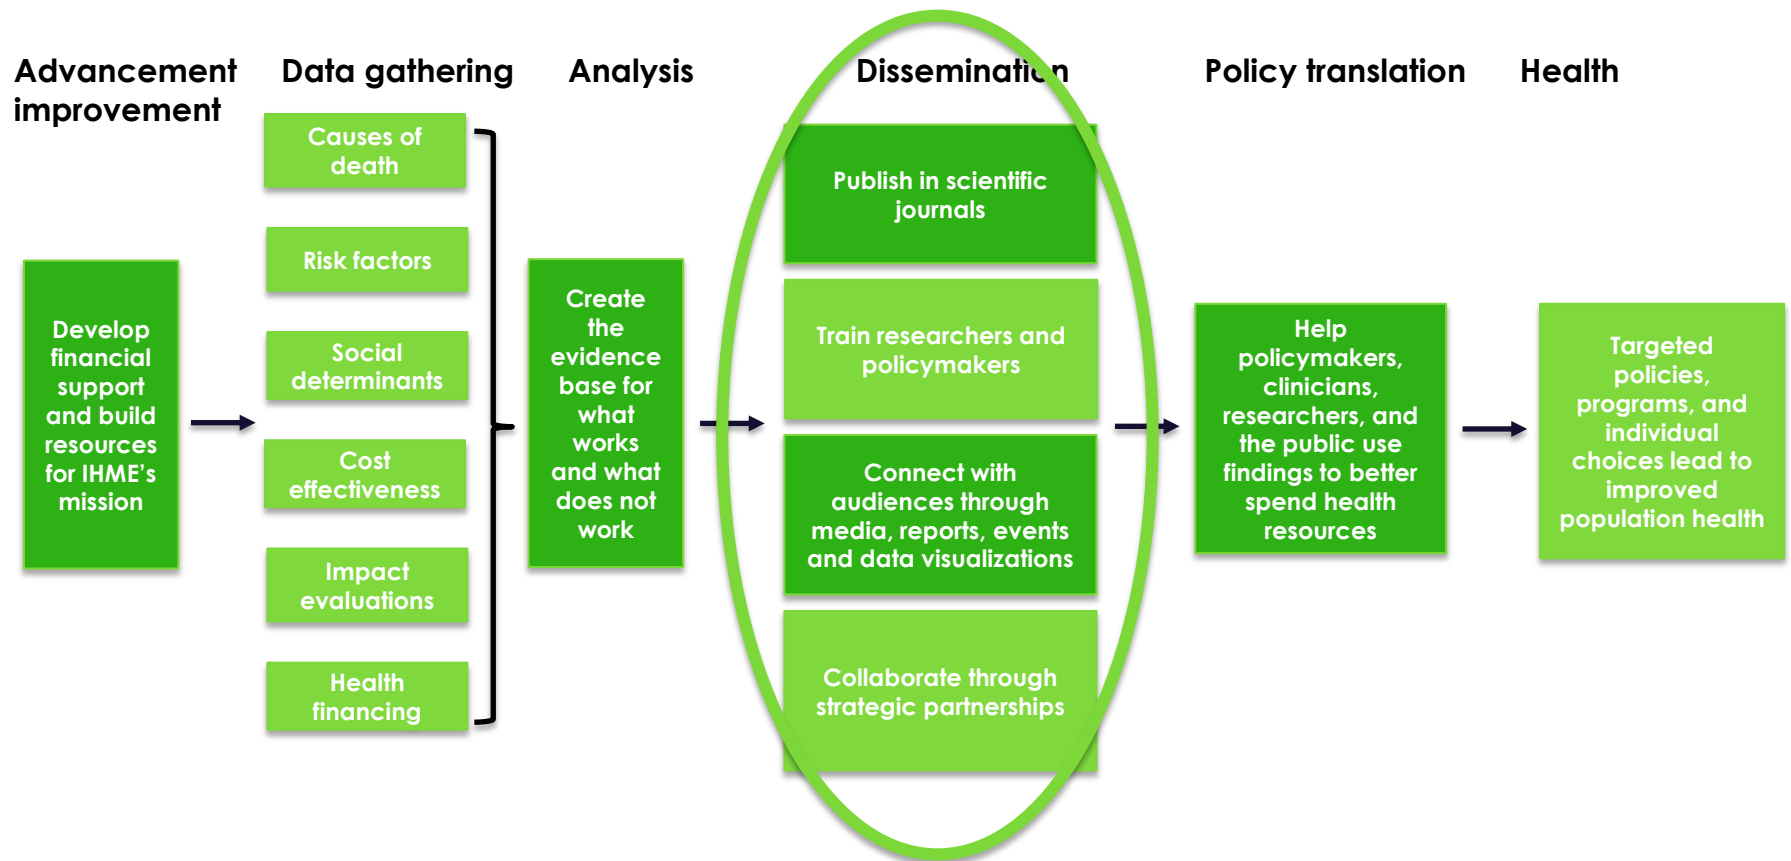 Advancement
improvement
Data gathering
Analysis
Dissemination
Policy translation
Health
Develop
financial
support
and build
resources
for IHME’s
mission
Causes of
death
Risk factors
Social
determinants
Cost
effectiveness
Impact
evaluations
Health
financing
Create
the
evidence
base for
what
works
and what
does not
work
Publish in scientific
journals
Train researchers and
policymakers
Connect with
audiences through
media, reports, events
and data visualizations
Collaborate through
strategic partnerships
Help
policymakers,
clinicians,
researchers, and
the public use
findings to better
spend health
resources
Targeted
policies,
programs, and
individual
choices lead to
improved
population health